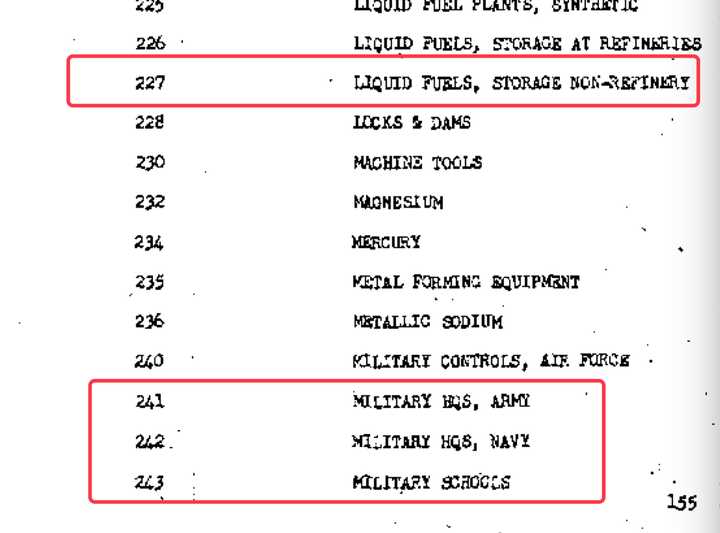 225 LIQUID FUEL PLANTS, SYNTHETIC
226 LIQUID FUELS, STORAGE AT REFINERIES
227 LIQUID FUELS, STORAGE NON-REFINERY
228 LOCKS & DAMS
230 MACHINE TOOLS
232 MAGNESIUM
234 MERCURY
235 METAL FORMING EQUIPMENT
236 METALLIC SODIUM
240 MILITARY CONTROLS, AIR FORCE
241 MILITARY HQS, ARMY
242 MILITARY HQS, NAVY
243 MILITARY SCHOOLS
155